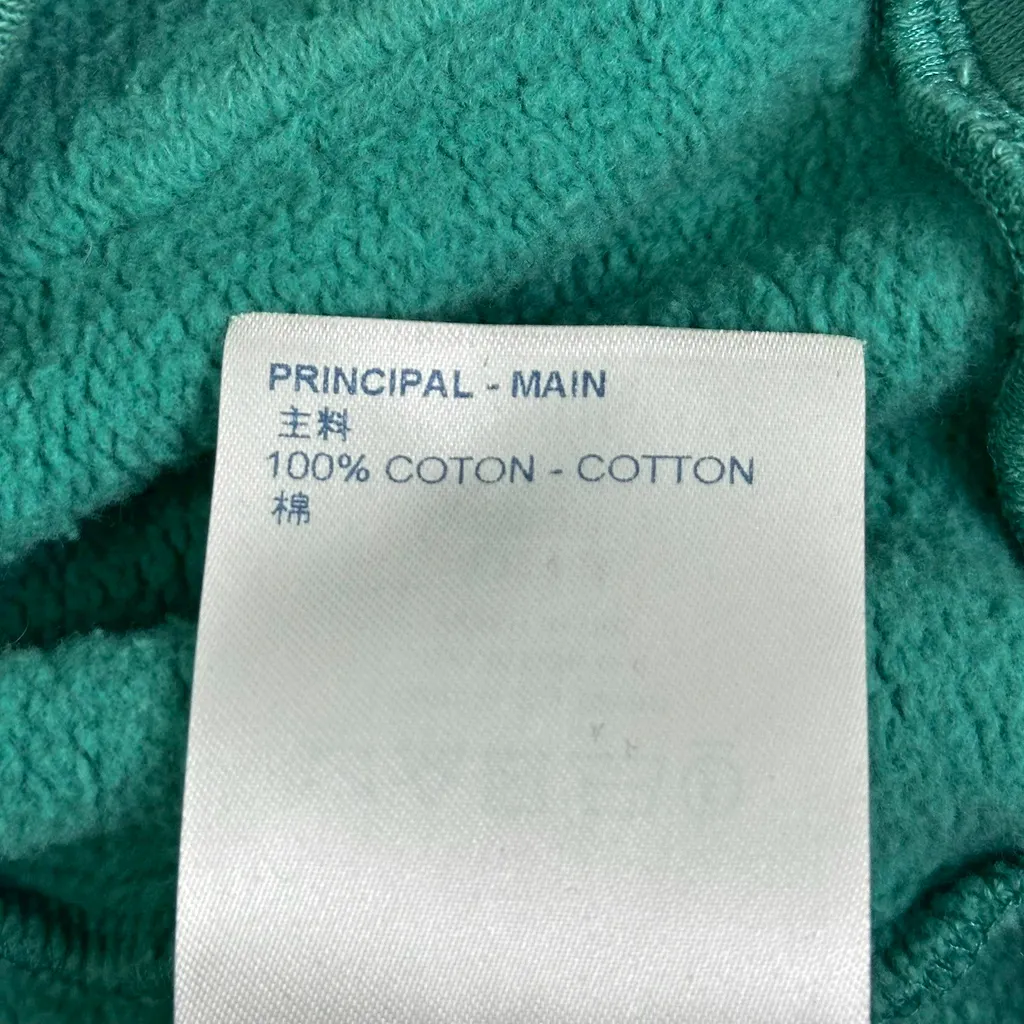 PRINCIPAL - MAIN
主料
100% COTON - COTTON
棉